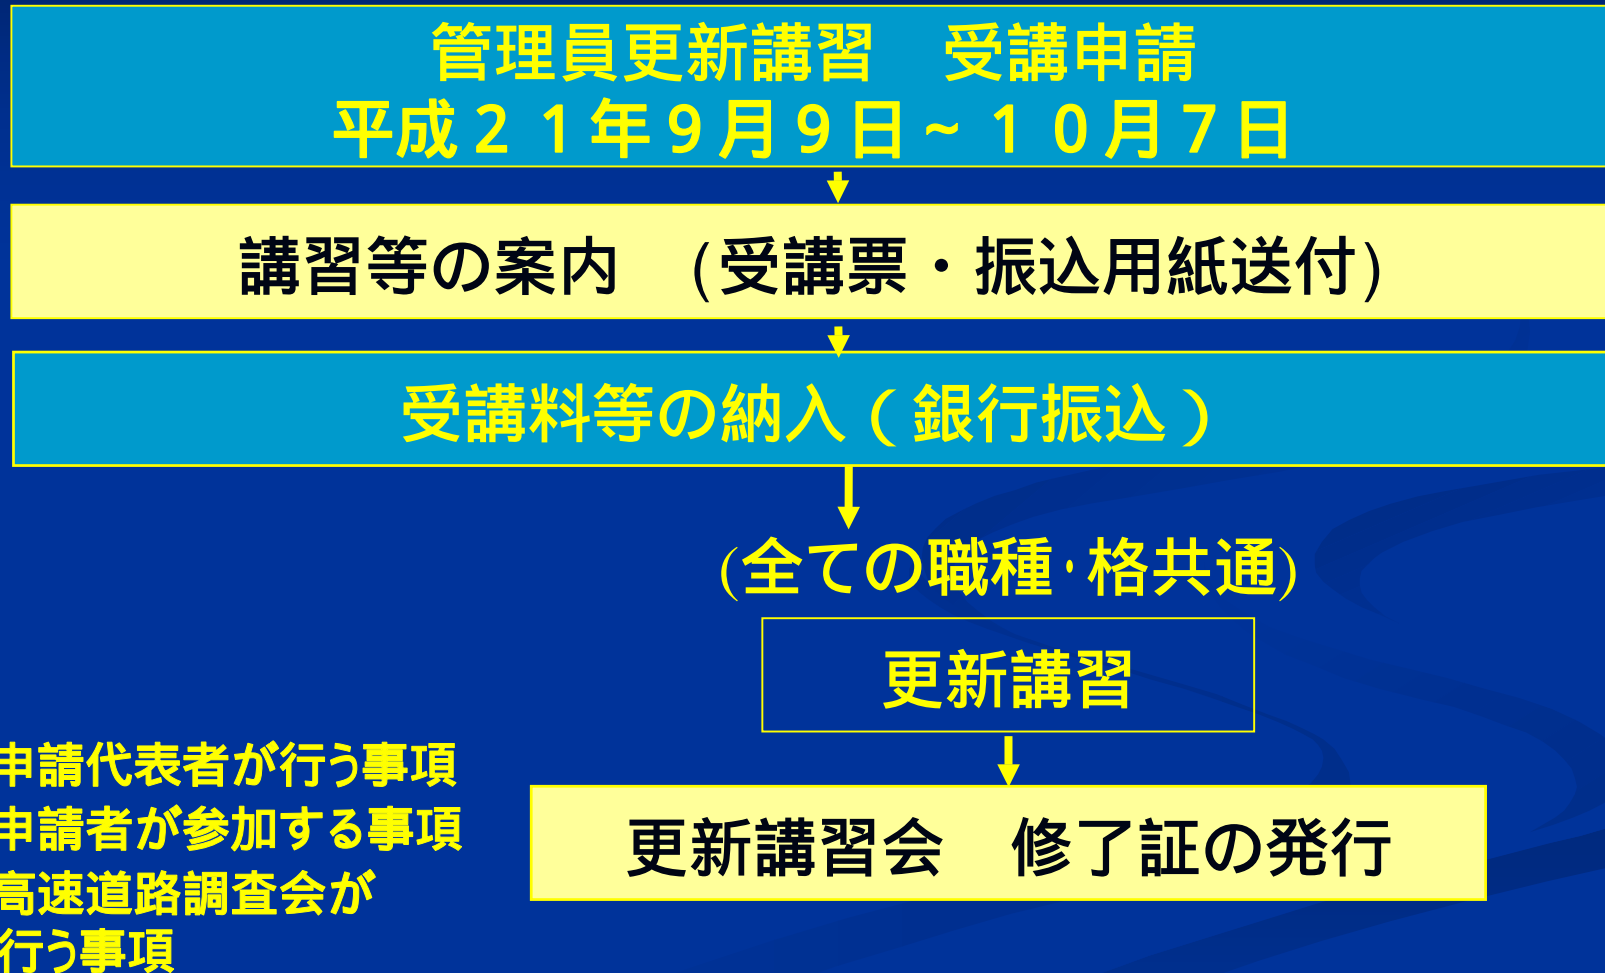 管理員更新講習　受講申請
平成２１年９月９日～１０月７日
講習等の案内　(受講票・振込用紙送付)
受講料等の納入（銀行振込）
(全ての職種・格共通)
更新講習
更新講習会　修了証の発行
申請代表者が行う事項
申請者が参加する事項
高速道路調査会が
行う事項